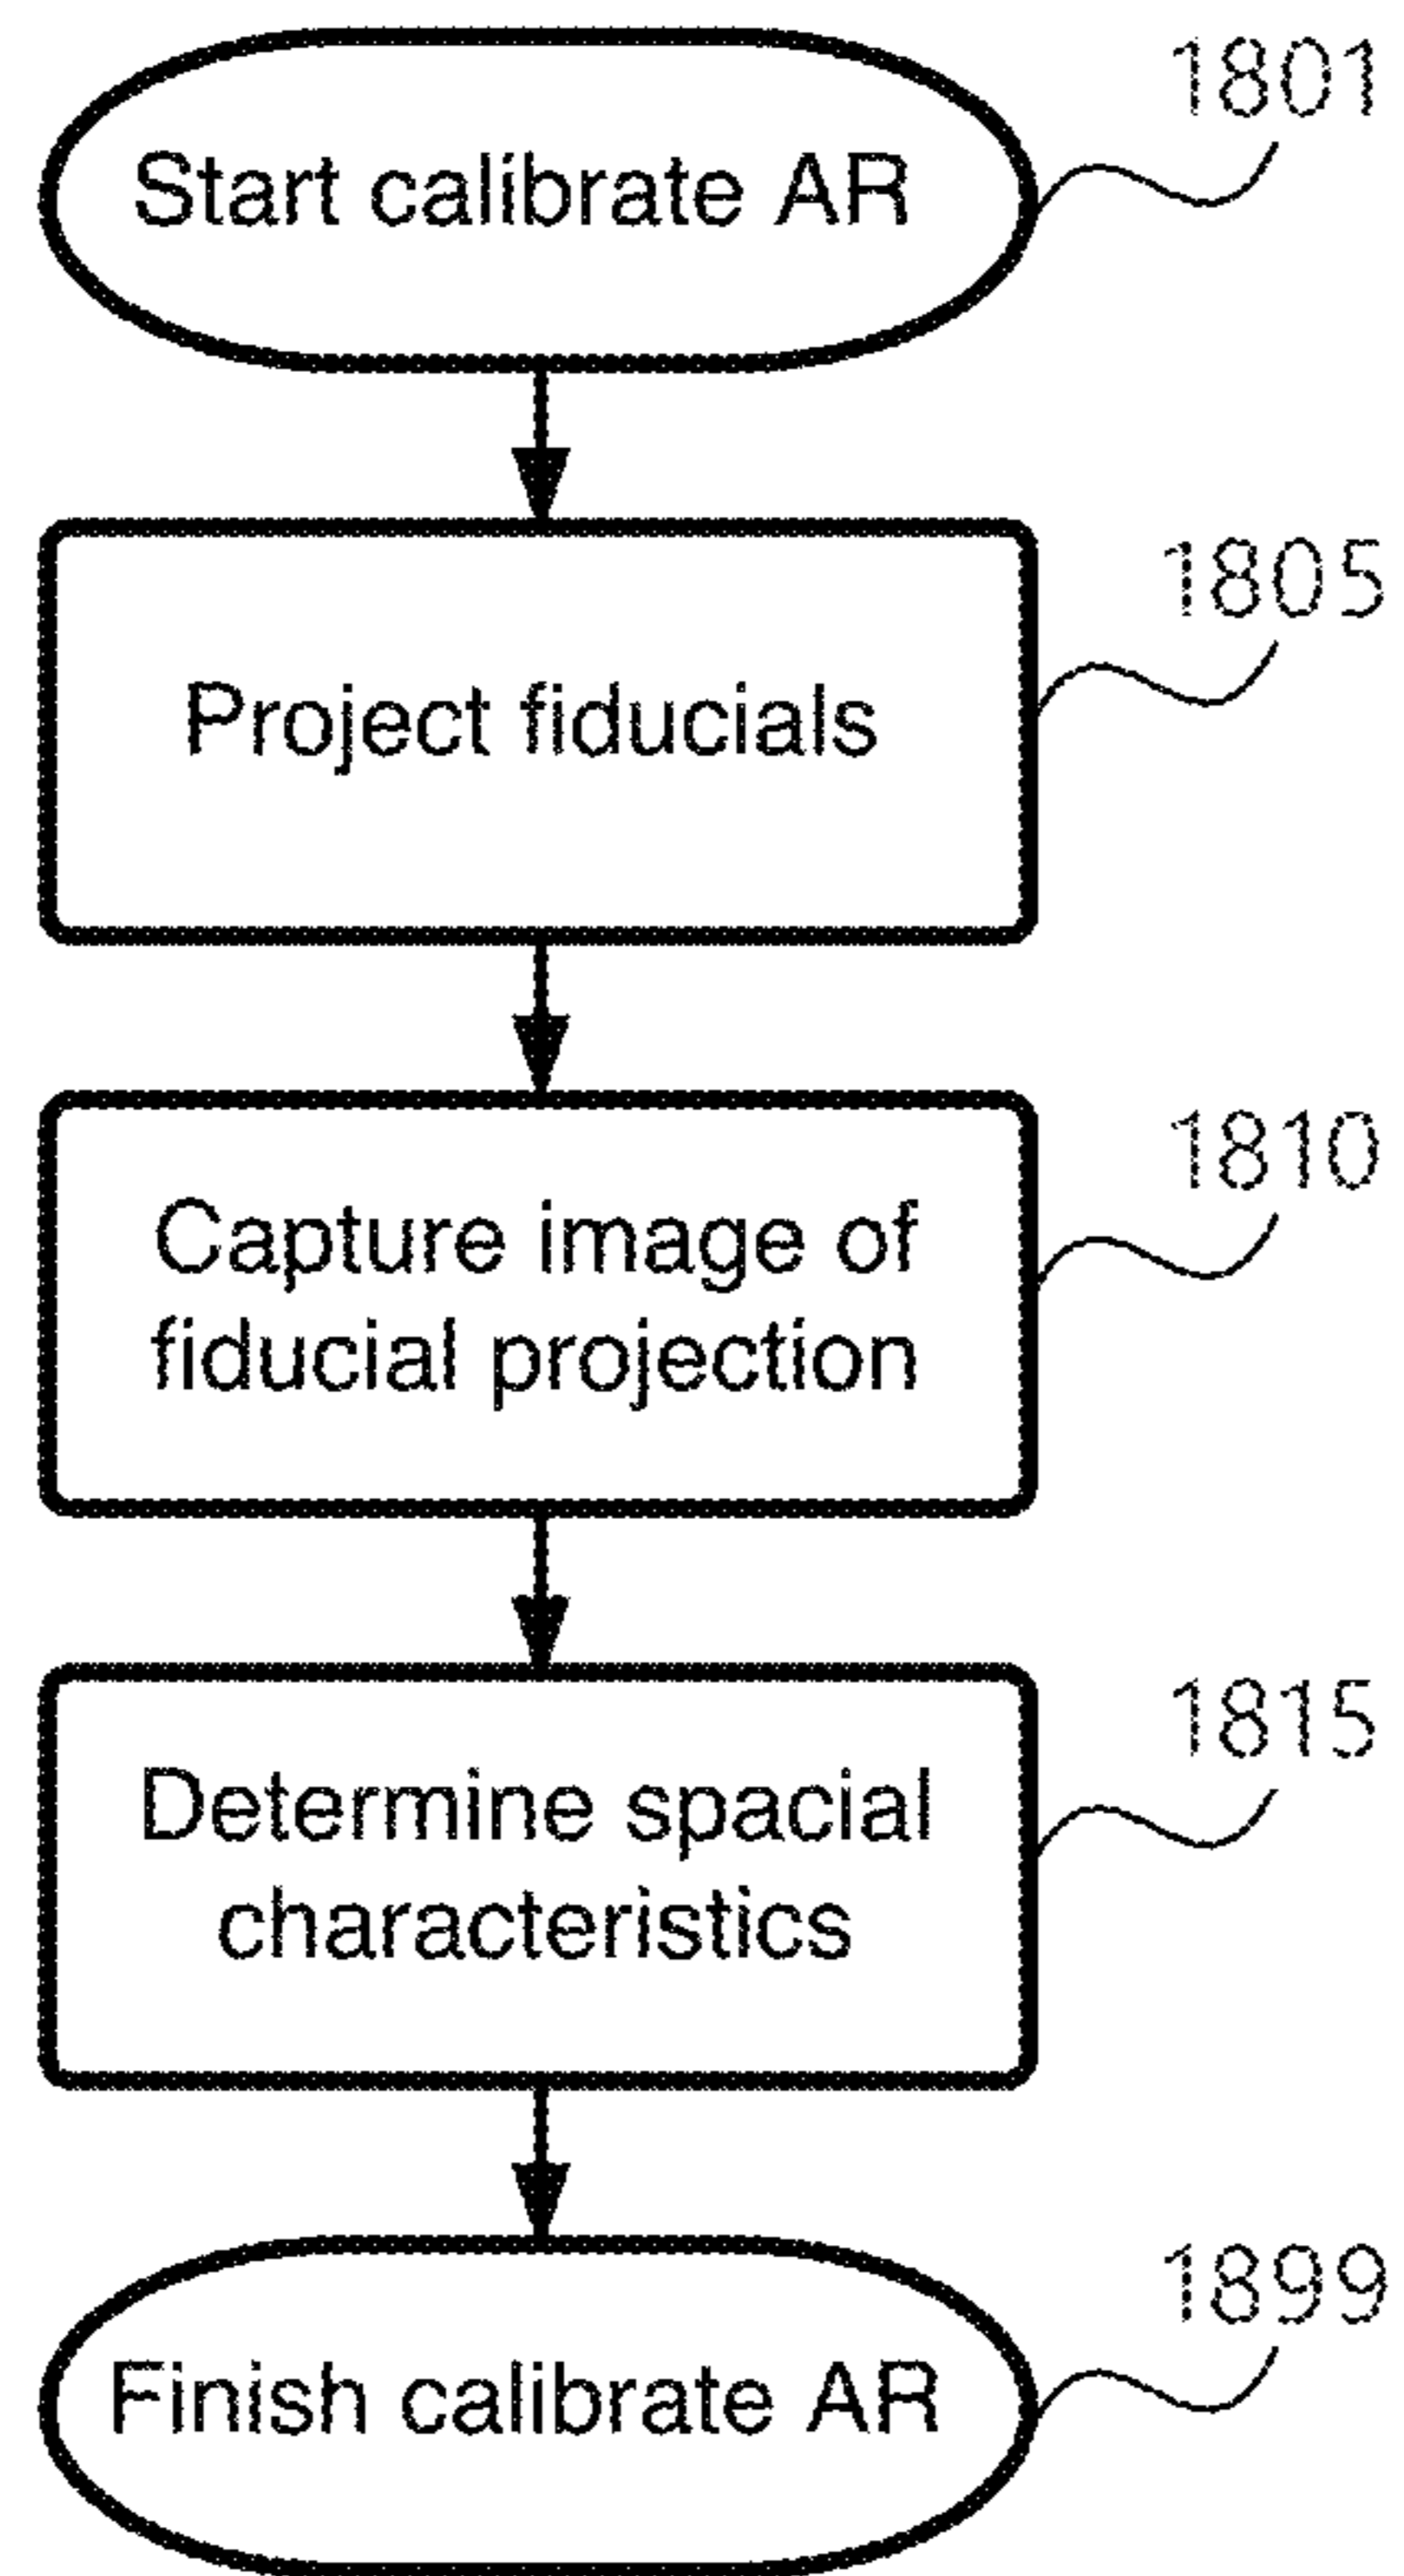 Start calibrate AR
1801
Project fiducials
1805
Capture image of
fiducial projection
1810
Determine spacial
characteristics
1815
Finish calibrate AR
1899